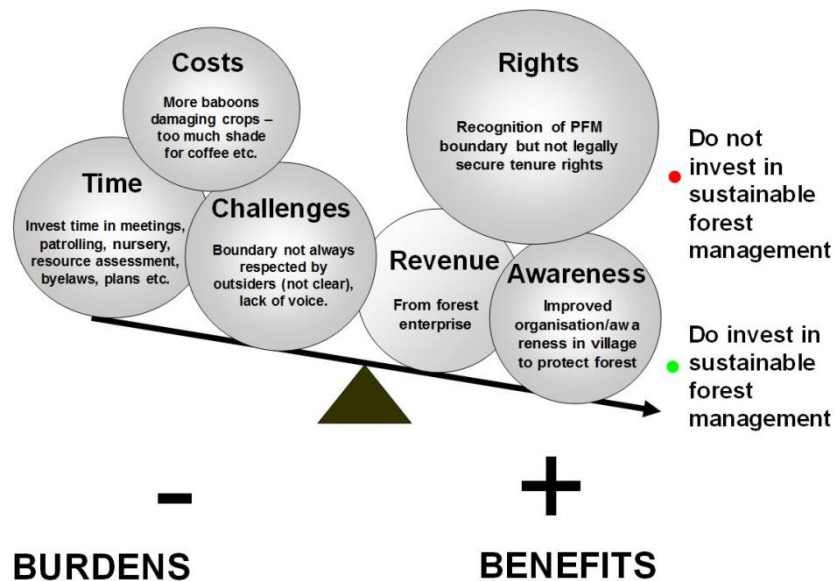 Costs
More baboons
damaging crops –
too much shade
for coffee etc.
Time
Invest time in meetings,
patrolling, nursery,
resource assessment,
byelaws, plans etc.
Challenges
Boundary not always
respected by
outsiders (not clear),
lack of voice.
Revenue
From forest
enterprise
Rights
Recognition of PFM
boundary but not legally
secure tenure rights
Awareness
Improved
organisation/awa
reness in village
to protect forest
Do not
invest in
sustainable
forest
management
Do invest in
sustainable
forest
management
-
+
BURDENS
BENEFITS